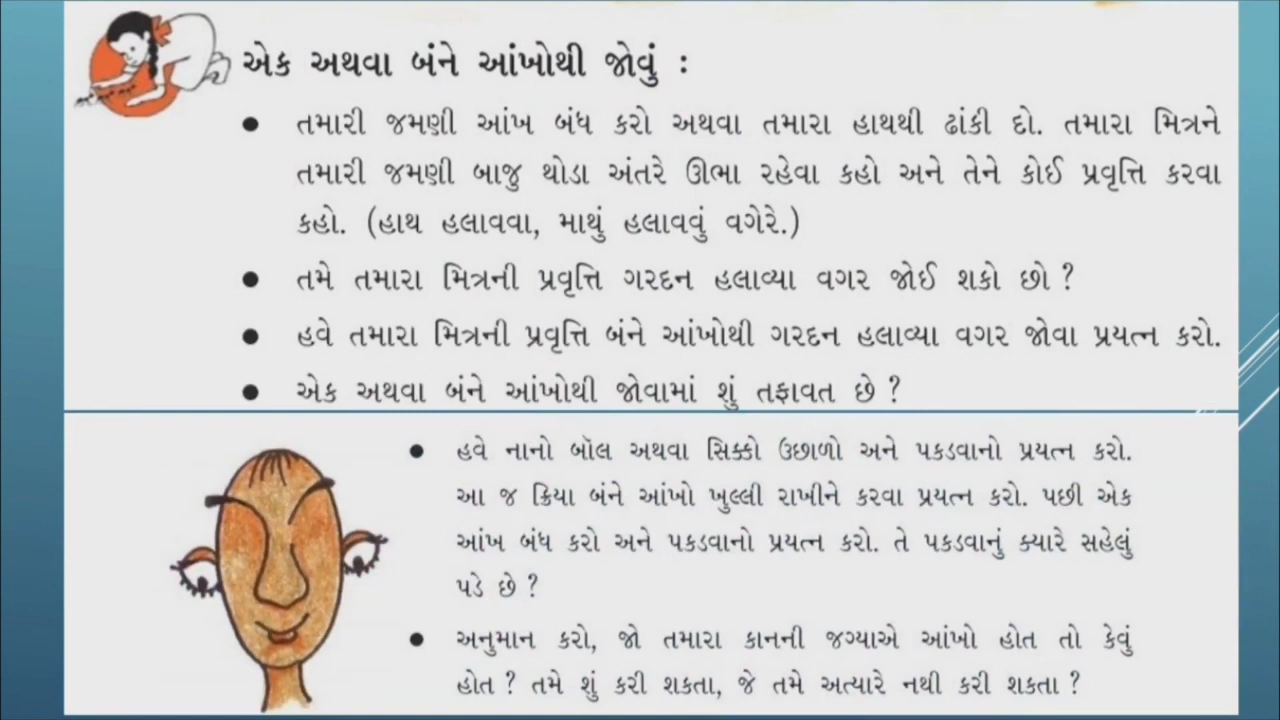 એક અથવા બંને આંખોથી જોવું :
● તમારી જમણી આંખ બંધ કરો અથવા તમારા હાથથી ઢાંકી દો. તમારા મિત્રને
તમારી જમણી બાજુ થોડા અંતરે ઊભા રહેવા કહો અને તેને કોઈ પ્રવૃત્તિ કરવા
કહો. (હાથ હલાવવા, માથું હલાવવું વગેરે.)
● તમે તમારા મિત્રની પ્રવૃત્તિ ગરદન હલાવ્યા વગર જોઈ શકો છો ?
● હવે તમારા મિત્રની પ્રવૃત્તિ બંને આંખોથી ગરદન હલાવ્યા વગર જોવા પ્રયત્ન કરો.
● એક અથવા બંને આંખોથી જોવામાં શું તફાવત છે ?
● હવે નાનો બૉલ અથવા સિક્કો ઉછાળો અને પકડવાનો પ્રયત્ન કરો.
આ જ ક્રિયા બંને આંખો ખુલ્લી રાખીને કરવા પ્રયત્ન કરો. પછી એક
આંખ બંધ કરો અને પકડવાનો પ્રયત્ન કરો. તે પકડવાનું ક્યારે સહેલું
પડે છે ?
● અનુમાન કરો, જો તમારા કાનની જગ્યાએ આંખો હોત તો કેવું
હોત ? તમે શું કરી શકતા, જે તમે અત્યારે નથી કરી શકતા ?